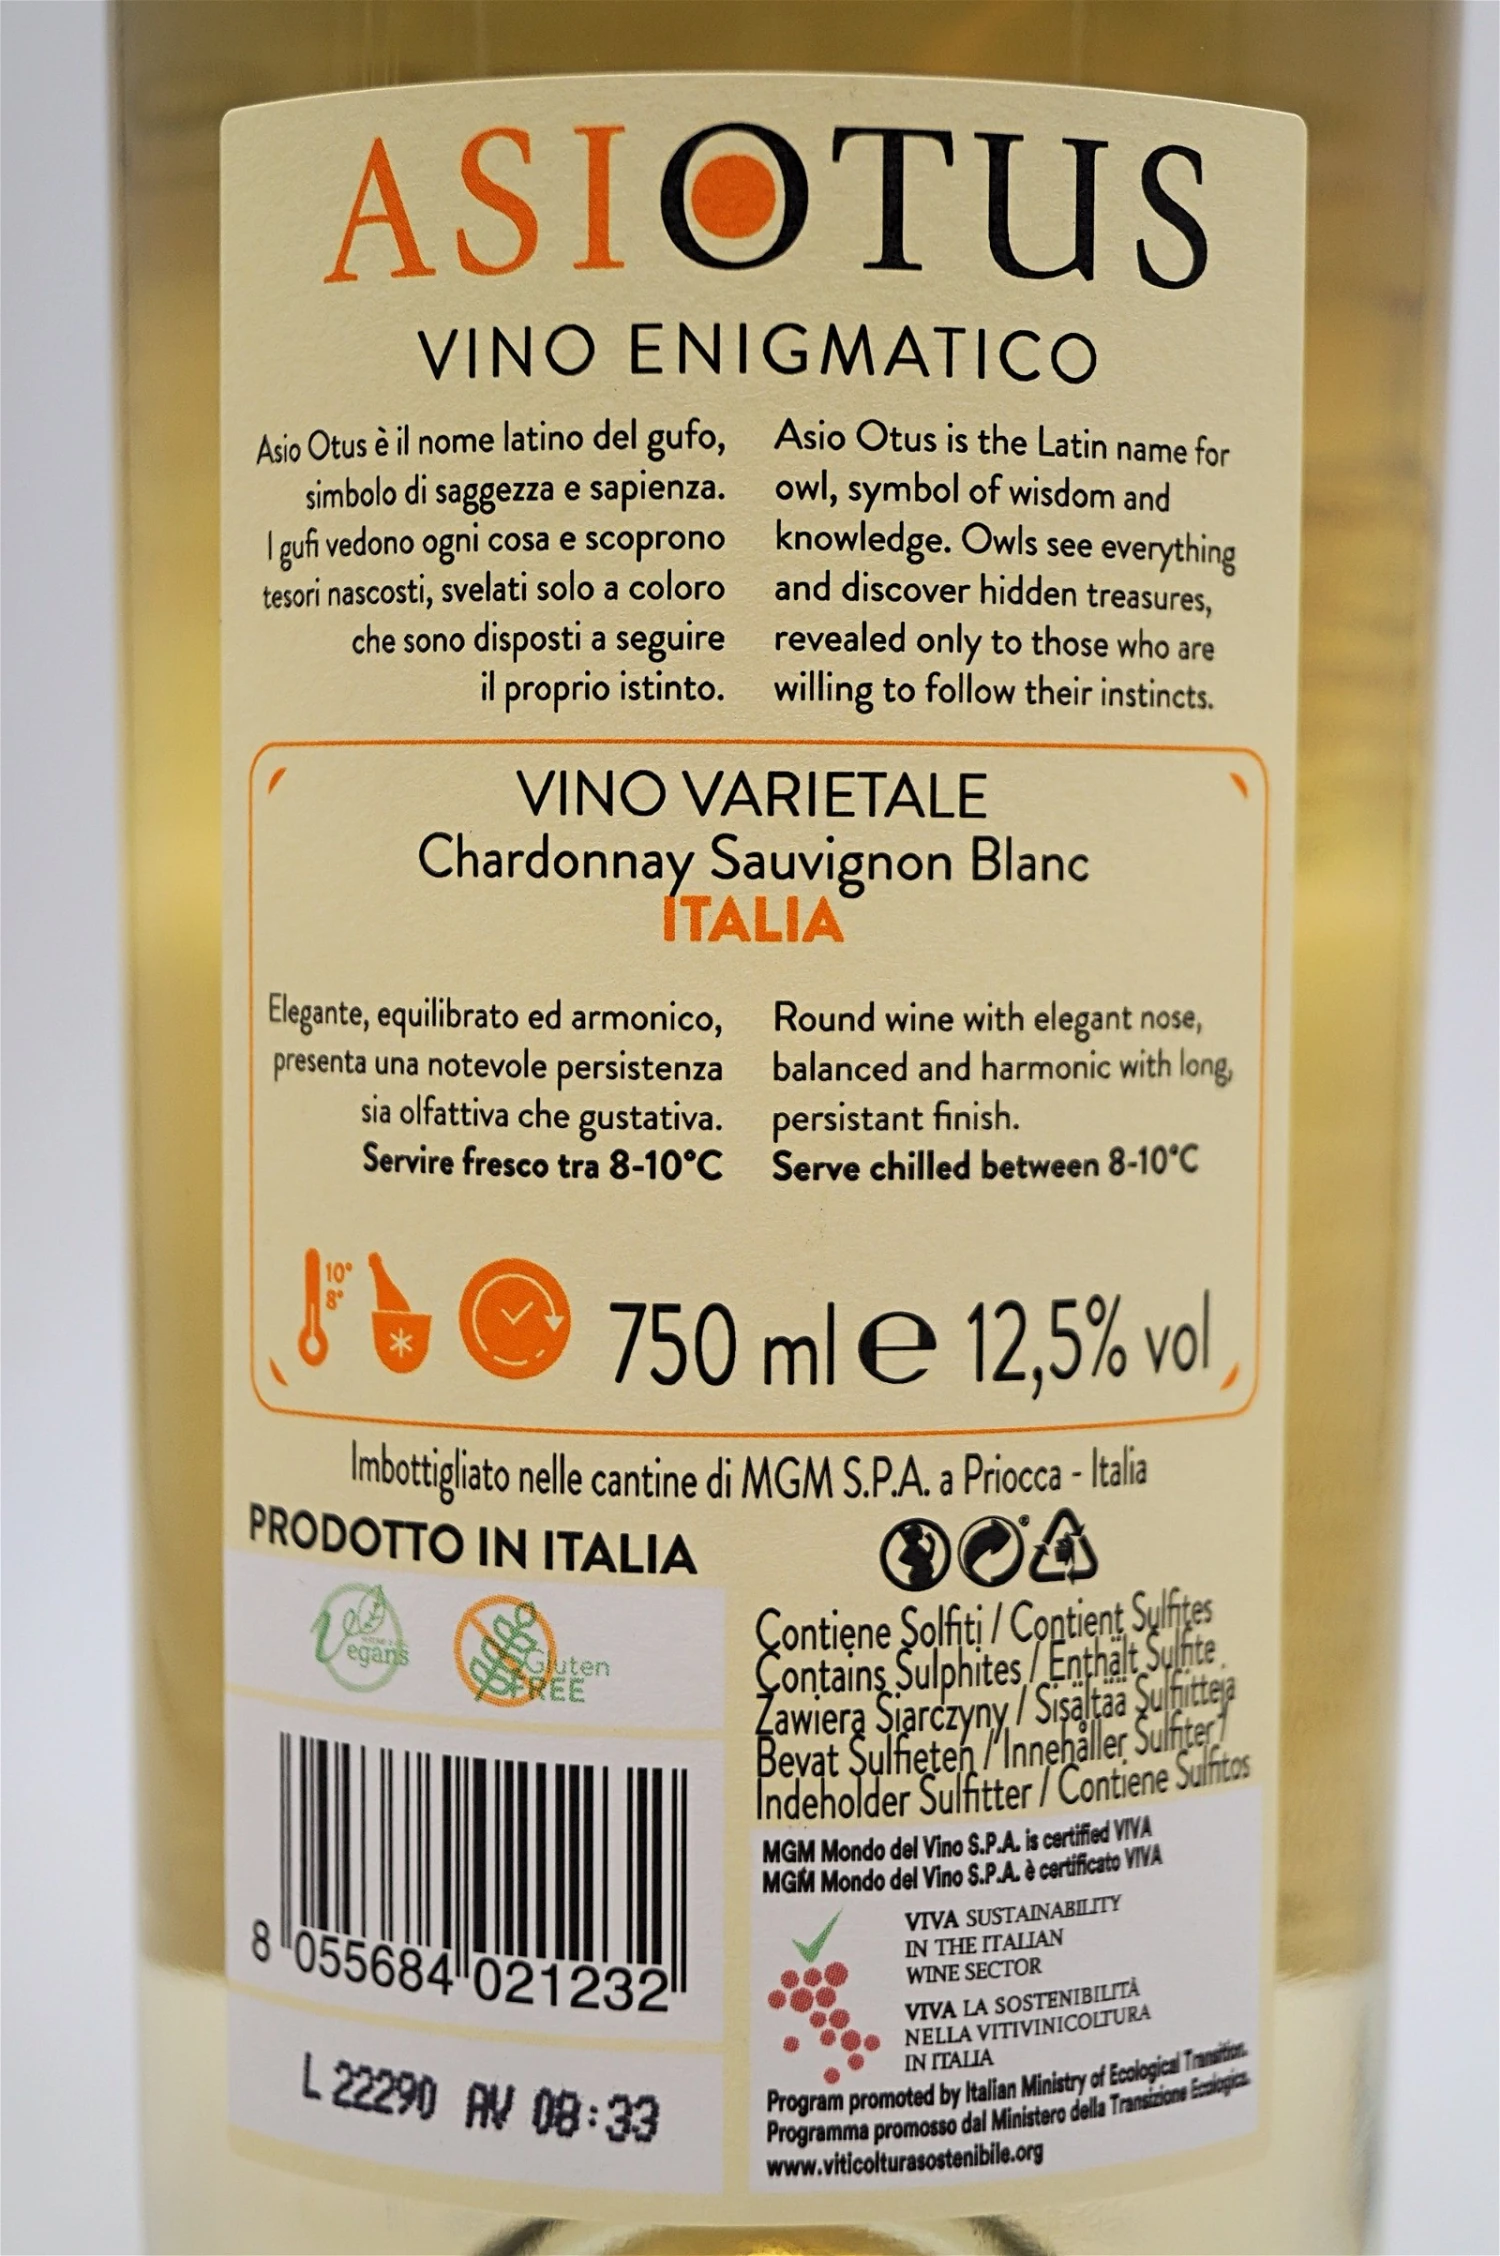 ASIOTUS
VINO ENIGMATICO
Asio Otus è il nome latino del gufo,
simbolo di saggezza e sapienza.
I gufi vedono ogni cosa e scoprono
tesori nascosti, svelati solo a coloro
che sono disposti a seguire
il proprio istinto.
Asio Otus is the Latin name for
owl, symbol of wisdom and
knowledge. Owls see everything
and discover hidden treasures,
revealed only to those who are
willing to follow their instincts.
VINO VARIETALE
Chardonnay Sauvignon Blanc
ITALIA
Elegante, equilibrato ed armonico,
presenta una notevole persistenza
sia olfattiva che gustativa.
Servire fresco tra 8-10°C
Round wine with elegant nose,
balanced and harmonic with long,
persistant finish.
Serve chilled between 8-10°C
10°
8°
750 ml e 12,5% vol
Imbottigliato nelle cantine di MGM S.P.A. a Priocca - Italia
PRODOTTO IN ITALIA
Vegans
Gluten
FREE
8 055684 021232
L 22290 AV 08:33
Contiene Solfiti / Contient Sulfites
Contains Sulphites / Enthält Sulfite
Zawiera Siarczyny / Sisältää Sulfitteja
Bevat Sulfieten / Innehåller Sulfiter /
Indeholder Sulfitter / Contiene Sulfitos
MGM Mondo del Vino S.P.A. is certified VIVA
MGM Mondo del Vino S.P.A. è certificato VIVA
VIVA SUSTAINABILITY
IN THE ITALIAN
WINE SECTOR
VIVA LA SOSTENIBILITÀ
NELLA VITIVINICOLTURA
IN ITALIA
Program promoted by Italian Ministry of Ecological Transition.
Programma promosso dal Ministero della Transizione Ecologica.
www.viticolturasostenibile.org